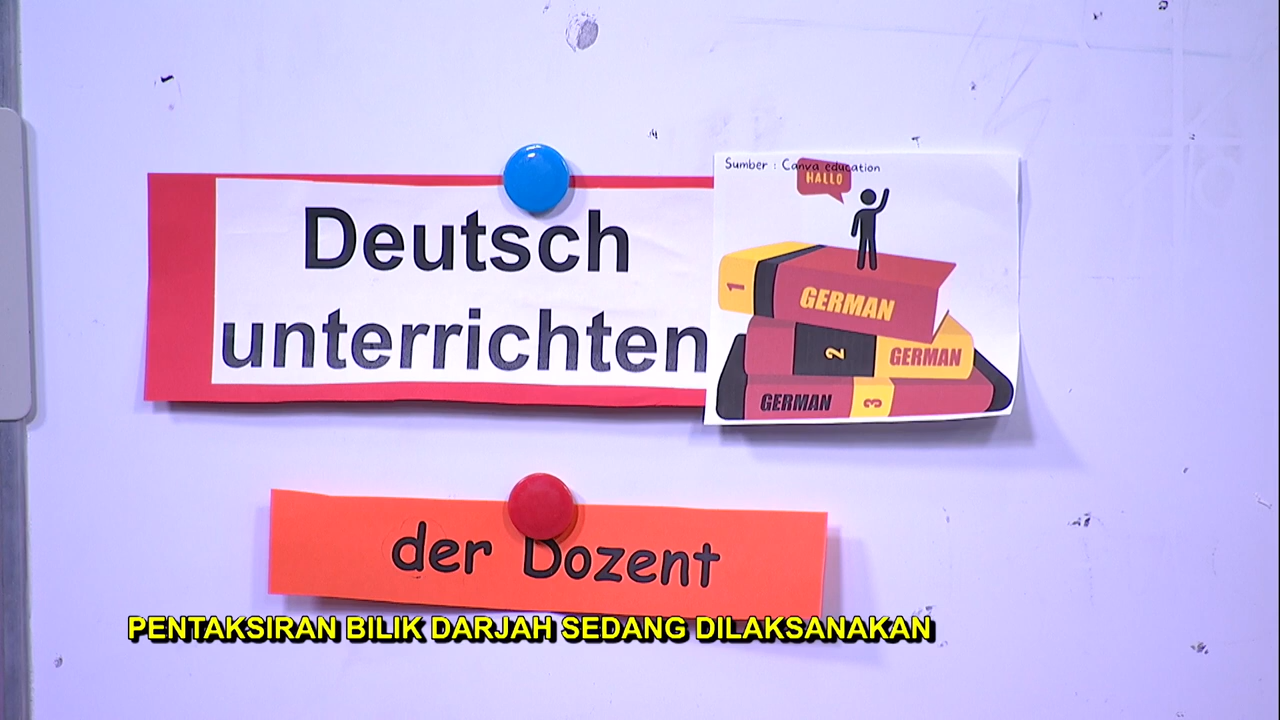 Deutsch
unterrichten
Sumber : Canva education
HALLO
1
GERMAN
2
GERMAN
GERMAN
3
der Dozent
PENTAKSIRAN BILIK DARJAH SEDANG DILAKSANAKAN